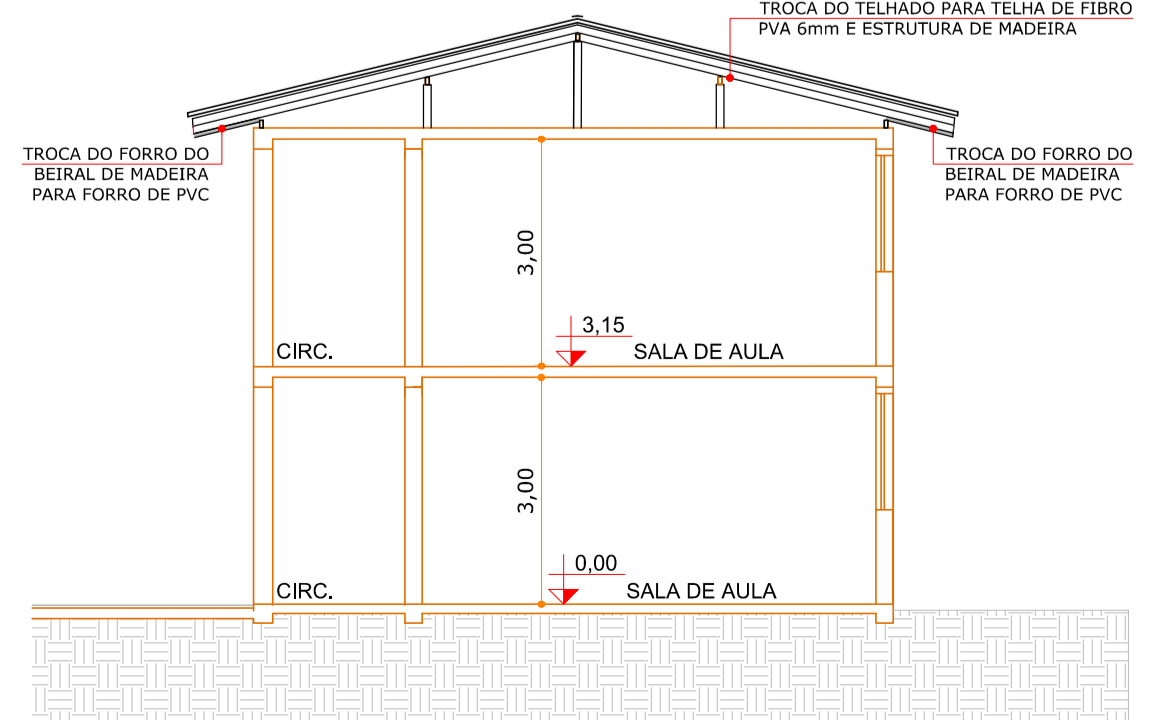 TROCA DO TELHADO PARA TELHA DE FIBRO
PVA 6mm E ESTRUTURA DE MADEIRA
TROCA DO FORRO DO
BEIRAL DE MADEIRA
PARA FORRO DE PVC
TROCA DO FORRO DO
BEIRAL DE MADEIRA
PARA FORRO DE PVC
3,00
3,15
CIRC.
SALA DE AULA
3,00
0,00
CIRC.
SALA DE AULA